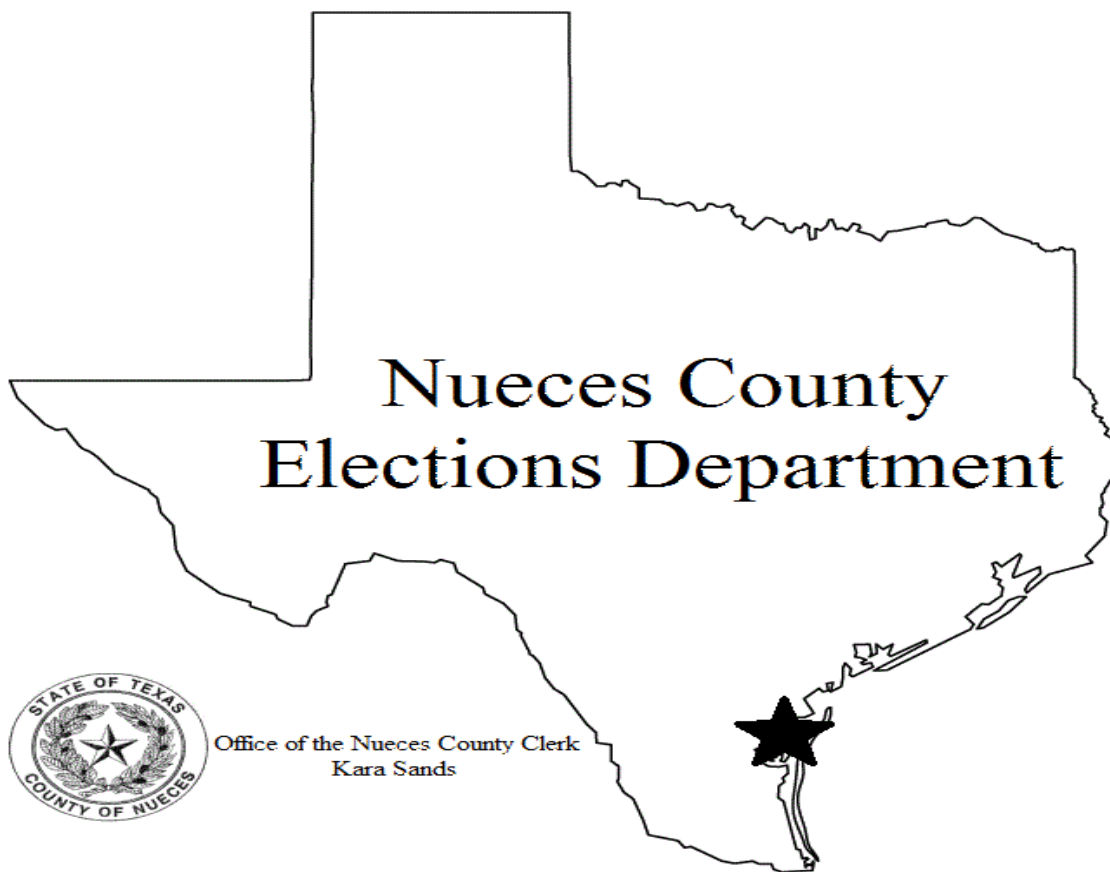 Nueces County
Elections Department
STATE OF TEXAS
COUNTY OF NUECES
Office of the Nueces County Clerk
Kara Sands